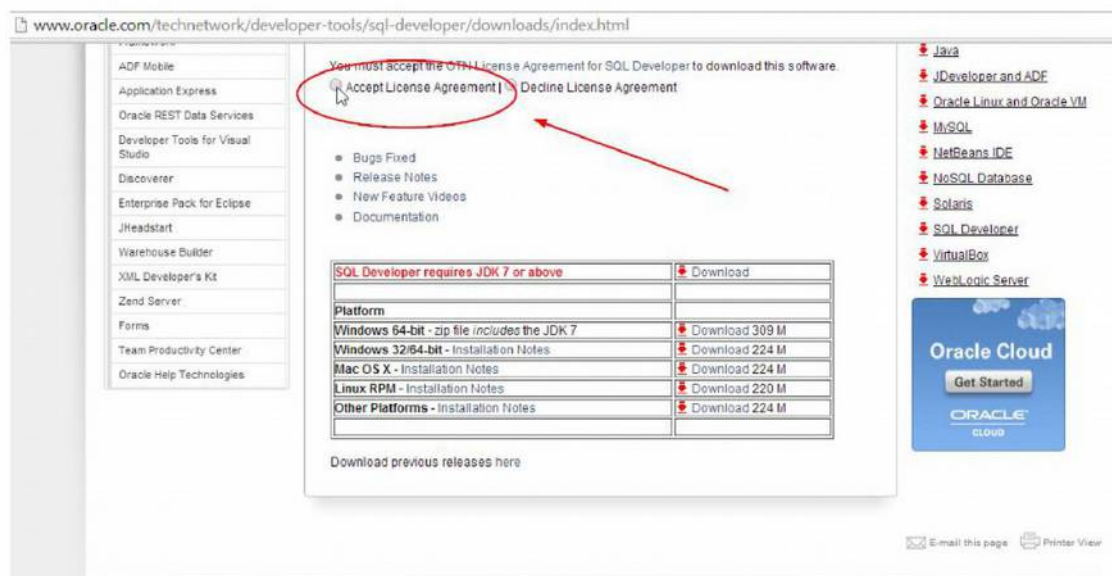 www.oracle.com/technetwork/developer-tools/sql-developer/downloads/index.html
ADF Mobile
Application Express
Oracle REST Data Services
Developer Tools for Visual
Studio
Discoverer
Enterprise Pack for Eclipse
JHeadstart
Warehouse Builder
XML Developer's Kit
Zend Server
Forms
Team Productivity Center
Oracle Help Technologies
You must accept the OTN License Agreement for SQL Developer to download this software.
Accept License Agreement | Decline License Agreement
Bugs Fixed
Release Notes
New Feature Videos
Documentation
SQL Developer requires JDK 7 or above Download
Platform
Windows 64-bit - zip file includes the JDK 7 Download 309 M
Windows 32/64-bit - Installation Notes Download 224 M
Mac OS X - Installation Notes Download 224 M
Linux RPM - Installation Notes Download 220 M
Other Platforms - Installation Notes Download 224 M
Download previous releases here
Java
JDeveloper and ADF
Oracle Linux and Oracle VM
MySQL
NetBeans IDE
NoSQL Database
Solaris
SQL Developer
VirtualBox
WebLogic Server
Oracle Cloud
Get Started
ORACLE
CLOUD
E-mail this page Printer View